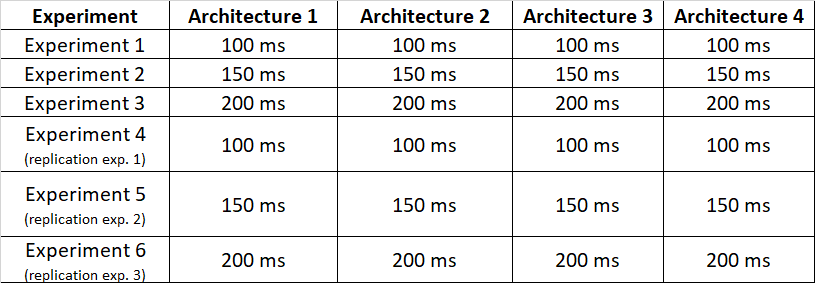 Experiment Architecture 1 Architecture 2 Architecture 3 Architecture 4
Experiment 1 100 ms 100 ms 100 ms 100 ms
Experiment 2 150 ms 150 ms 150 ms 150 ms
Experiment 3 200 ms 200 ms 200 ms 200 ms
Experiment 4
(replication exp. 1)
100 ms 100 ms 100 ms 100 ms
Experiment 5
(replication exp. 2)
150 ms 150 ms 150 ms 150 ms
Experiment 6
(replication exp. 3)
200 ms 200 ms 200 ms 200 ms